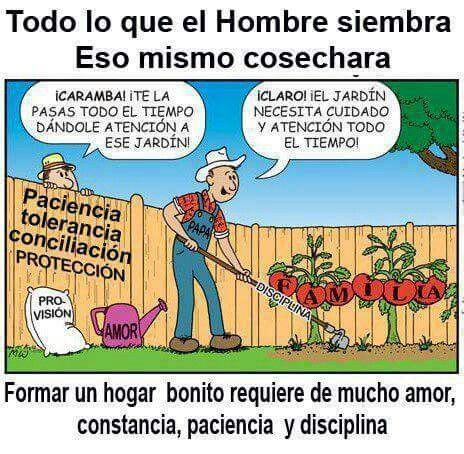 Todo lo que el Hombre siembra
Eso mismo cosechara
¡CARAMBA! ¡TE LA
PASAS TODO EL TIEMPO
DÁNDOLE ATENCIÓN A
ESE JARDÍN!
¡CLARO! ¡EL JARDÍN
NECESITA CUIDADO
Y ATENCIÓN TODO
EL TIEMPO!
Paciencia
tolerancia
conciliación
PROTECCIÓN
PAPA
DISCIPLINA
FAMILIA
PRO-
VISIÓN
AMOR
Formar un hogar bonito requiere de mucho amor,
constancia, paciencia y disciplina